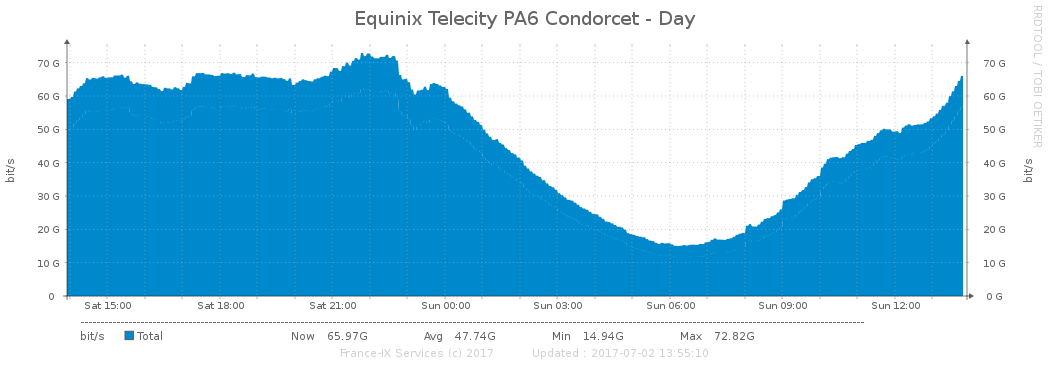 Equinix Telecity PA6 Condorcet - Day
RRDTOOL / TOBI OETIKER
bit/s
70 G 70 G
60 G 60 G
50 G 50 G
40 G 40 G
30 G 30 G
20 G 20 G
10 G 10 G
0 0 G
bit/s
Sat 15:00 Sat 18:00 Sat 21:00 Sun 00:00 Sun 03:00 Sun 06:00 Sun 09:00 Sun 12:00
bit/s Total Now 65.97G Avg 47.74G Min 14.94G Max 72.82G
France-IX Services (c) 2017 Updated : 2017-07-02 13:55:10